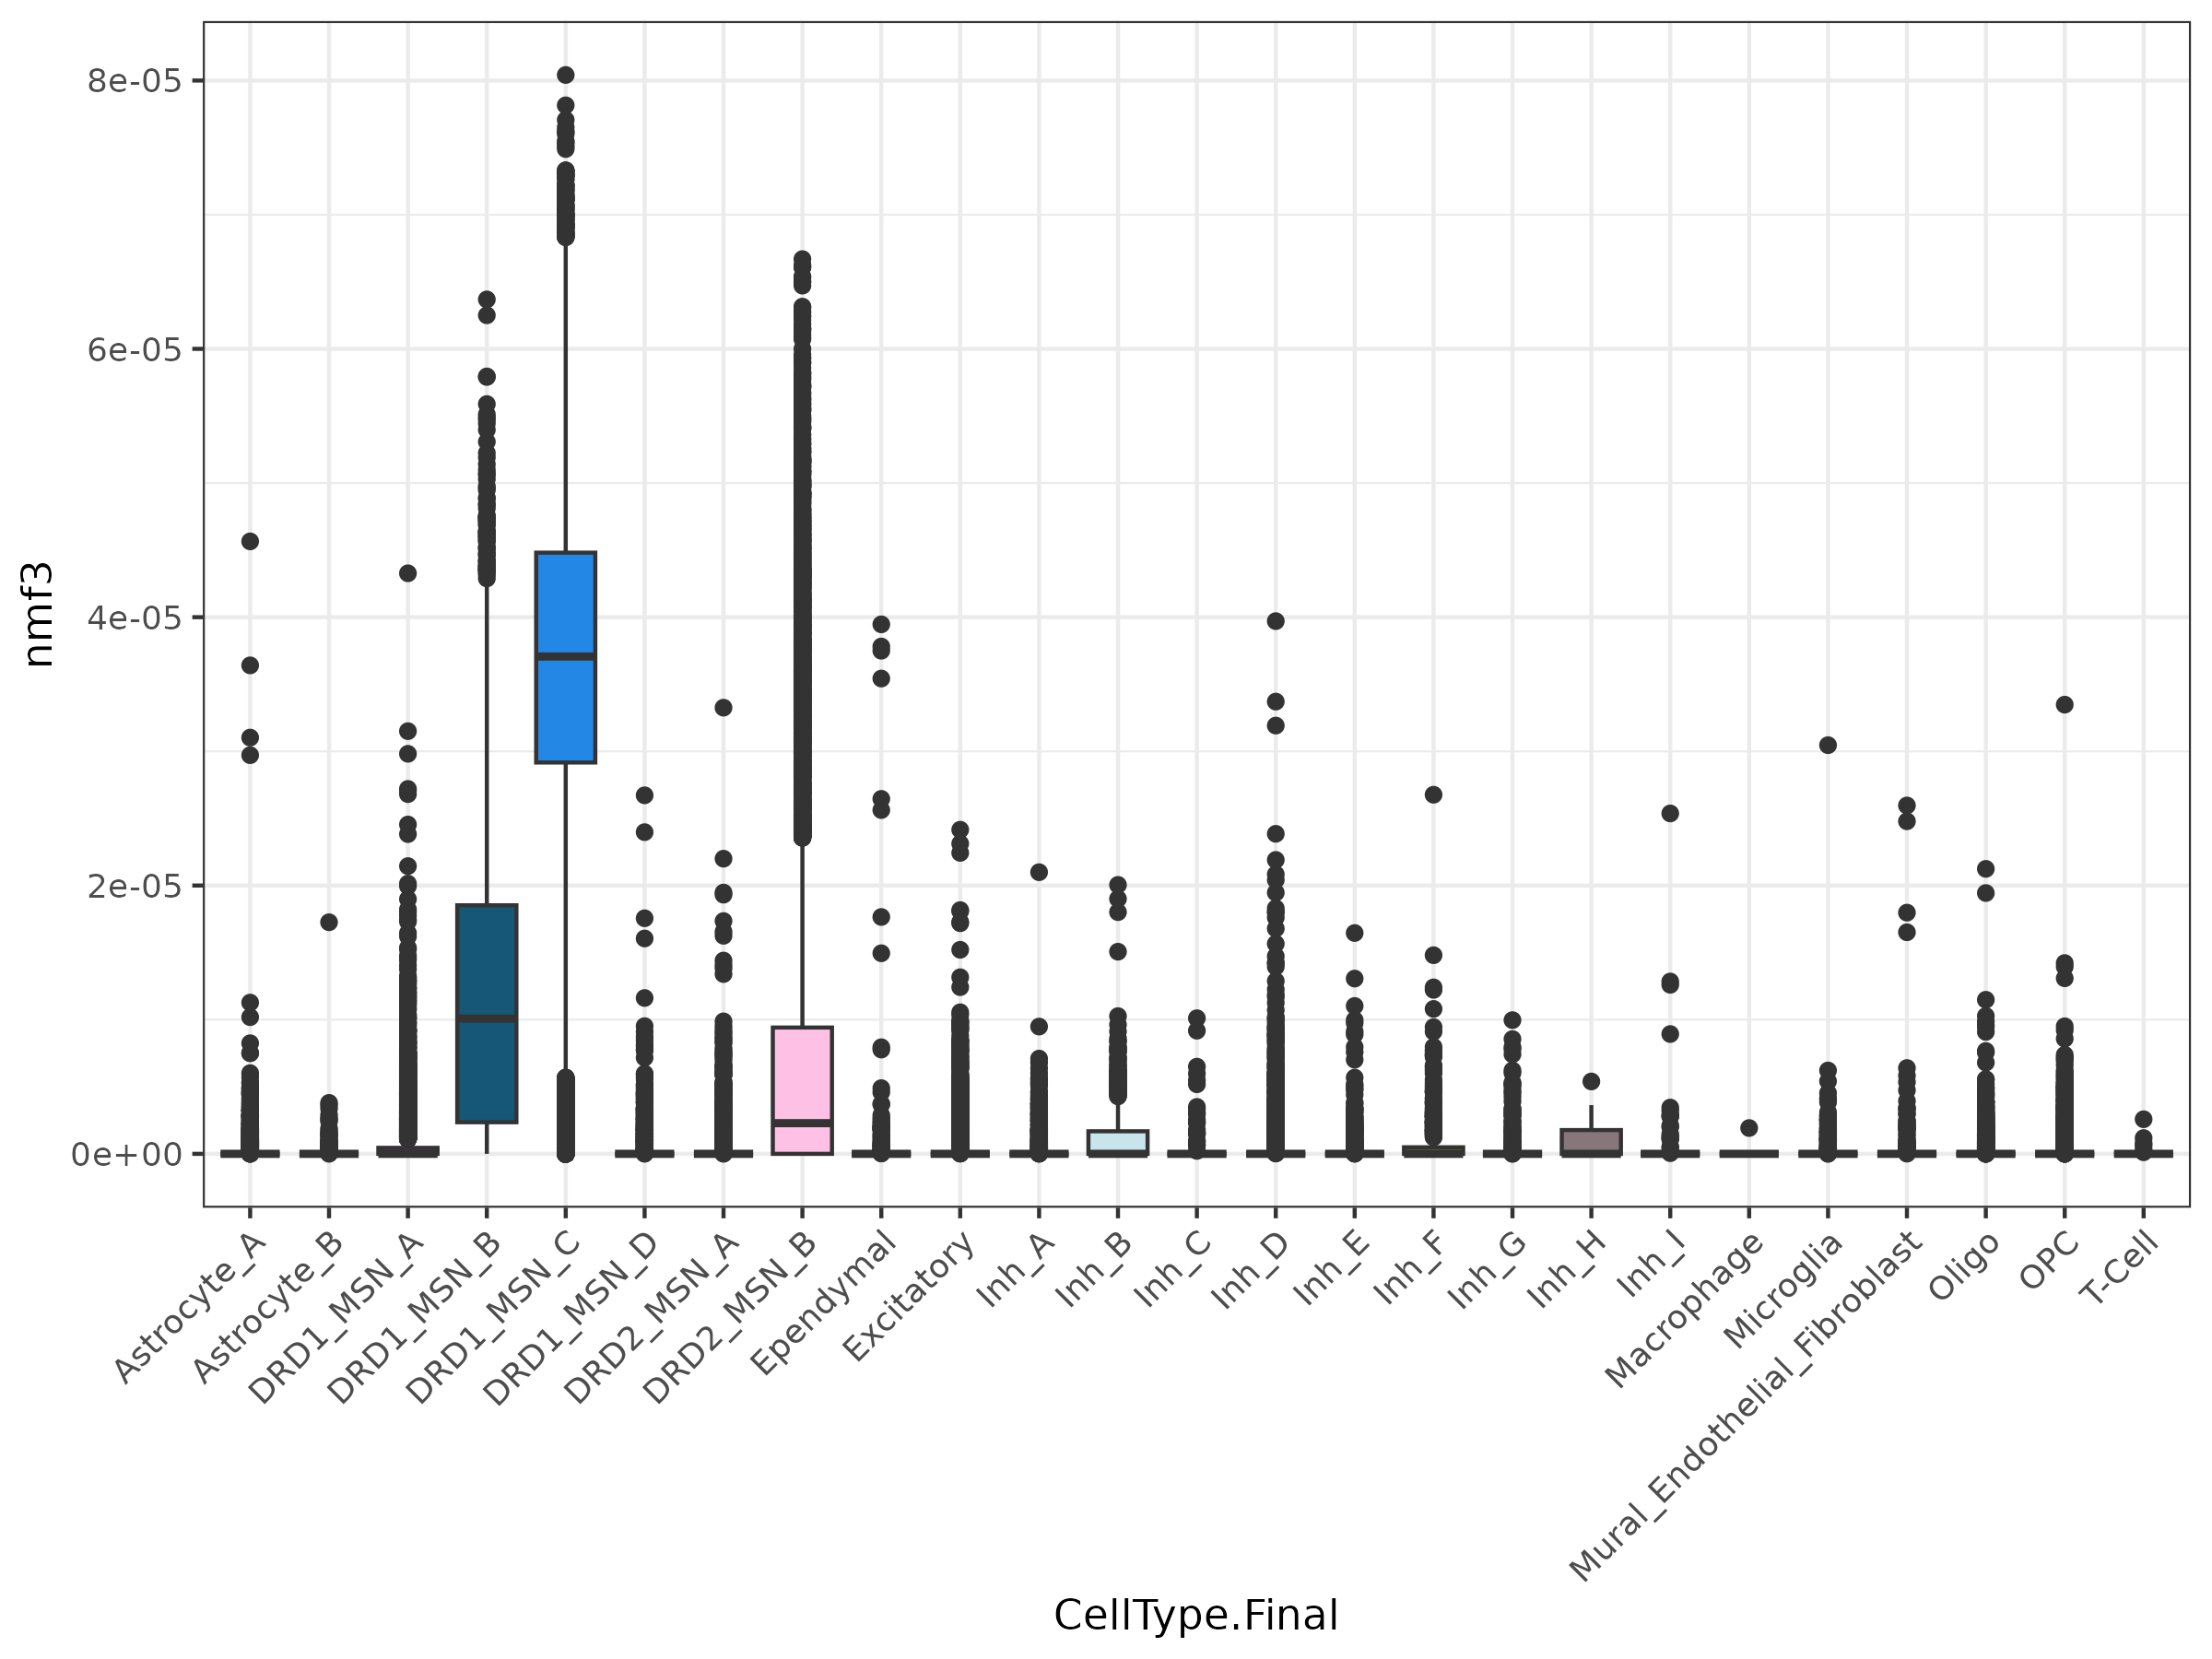 nmf3
8e-05
6e-05
4e-05
2e-05
0e+00
Astrocyte_A
Astrocyte_B
DRD1_MSN_A
DRD1_MSN_B
DRD1_MSN_C
DRD1_MSN_D
DRD2_MSN_A
DRD2_MSN_B
Ependymal
Excitatory
Inh_A
Inh_B
Inh_C
Inh_D
Inh_E
Inh_F
Inh_G
Inh_H
Inh_I
Macrophage
Microglia
Mural_Endothelial_Fibroblast
Oligo
OPC
T-Cell
CellType.Final